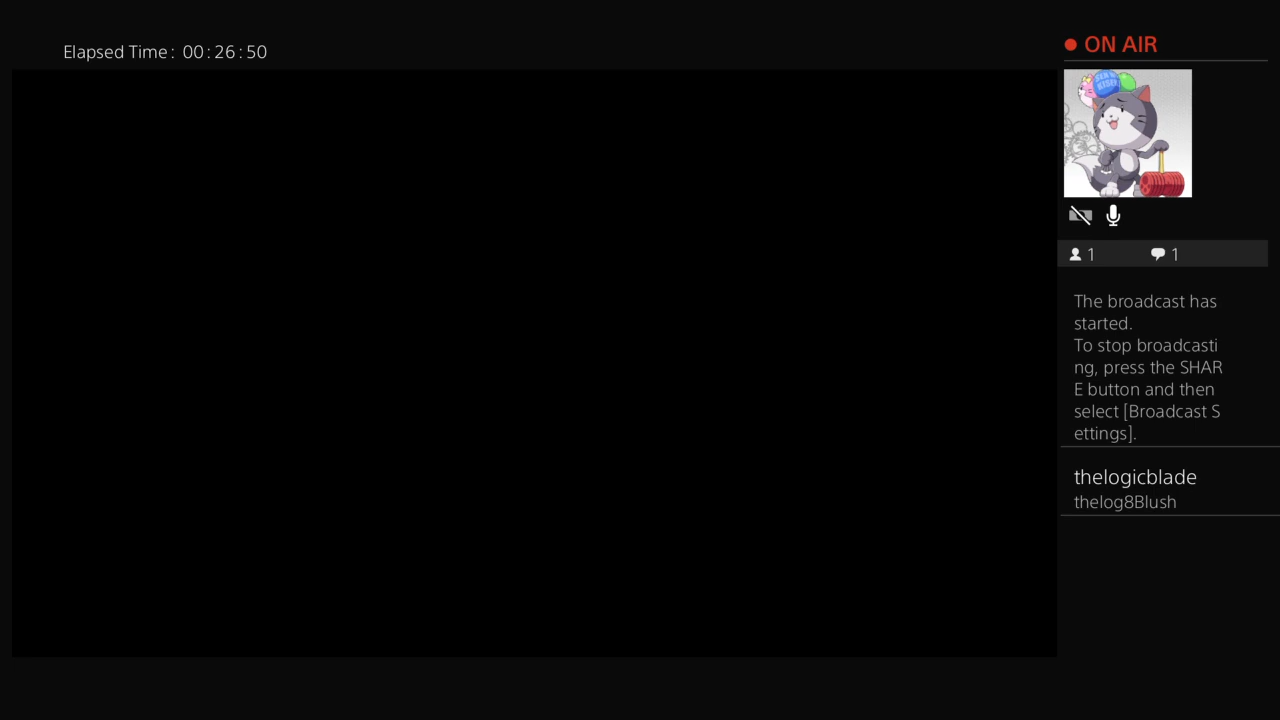 Elapsed Time: 00:26:50
ON AIR
1
1
The broadcast has
started.
To stop broadcasti
ng, press the SHAR
E button and then
select [Broadcast S
ettings].
thelogicblade
thelog8Blush